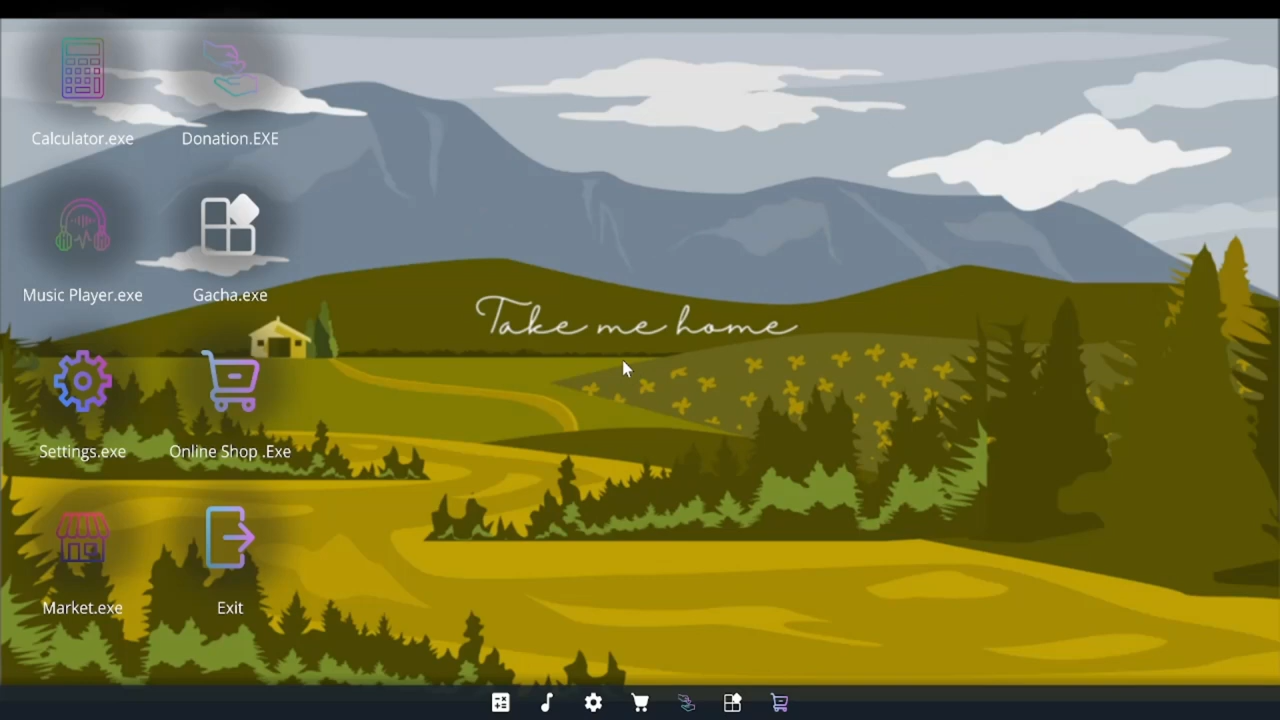 Calculator.exe
Donation.EXE
Music Player.exe
Gacha.exe
Take me home
Settings.exe
Online Shop .Exe
Market.exe
Exit